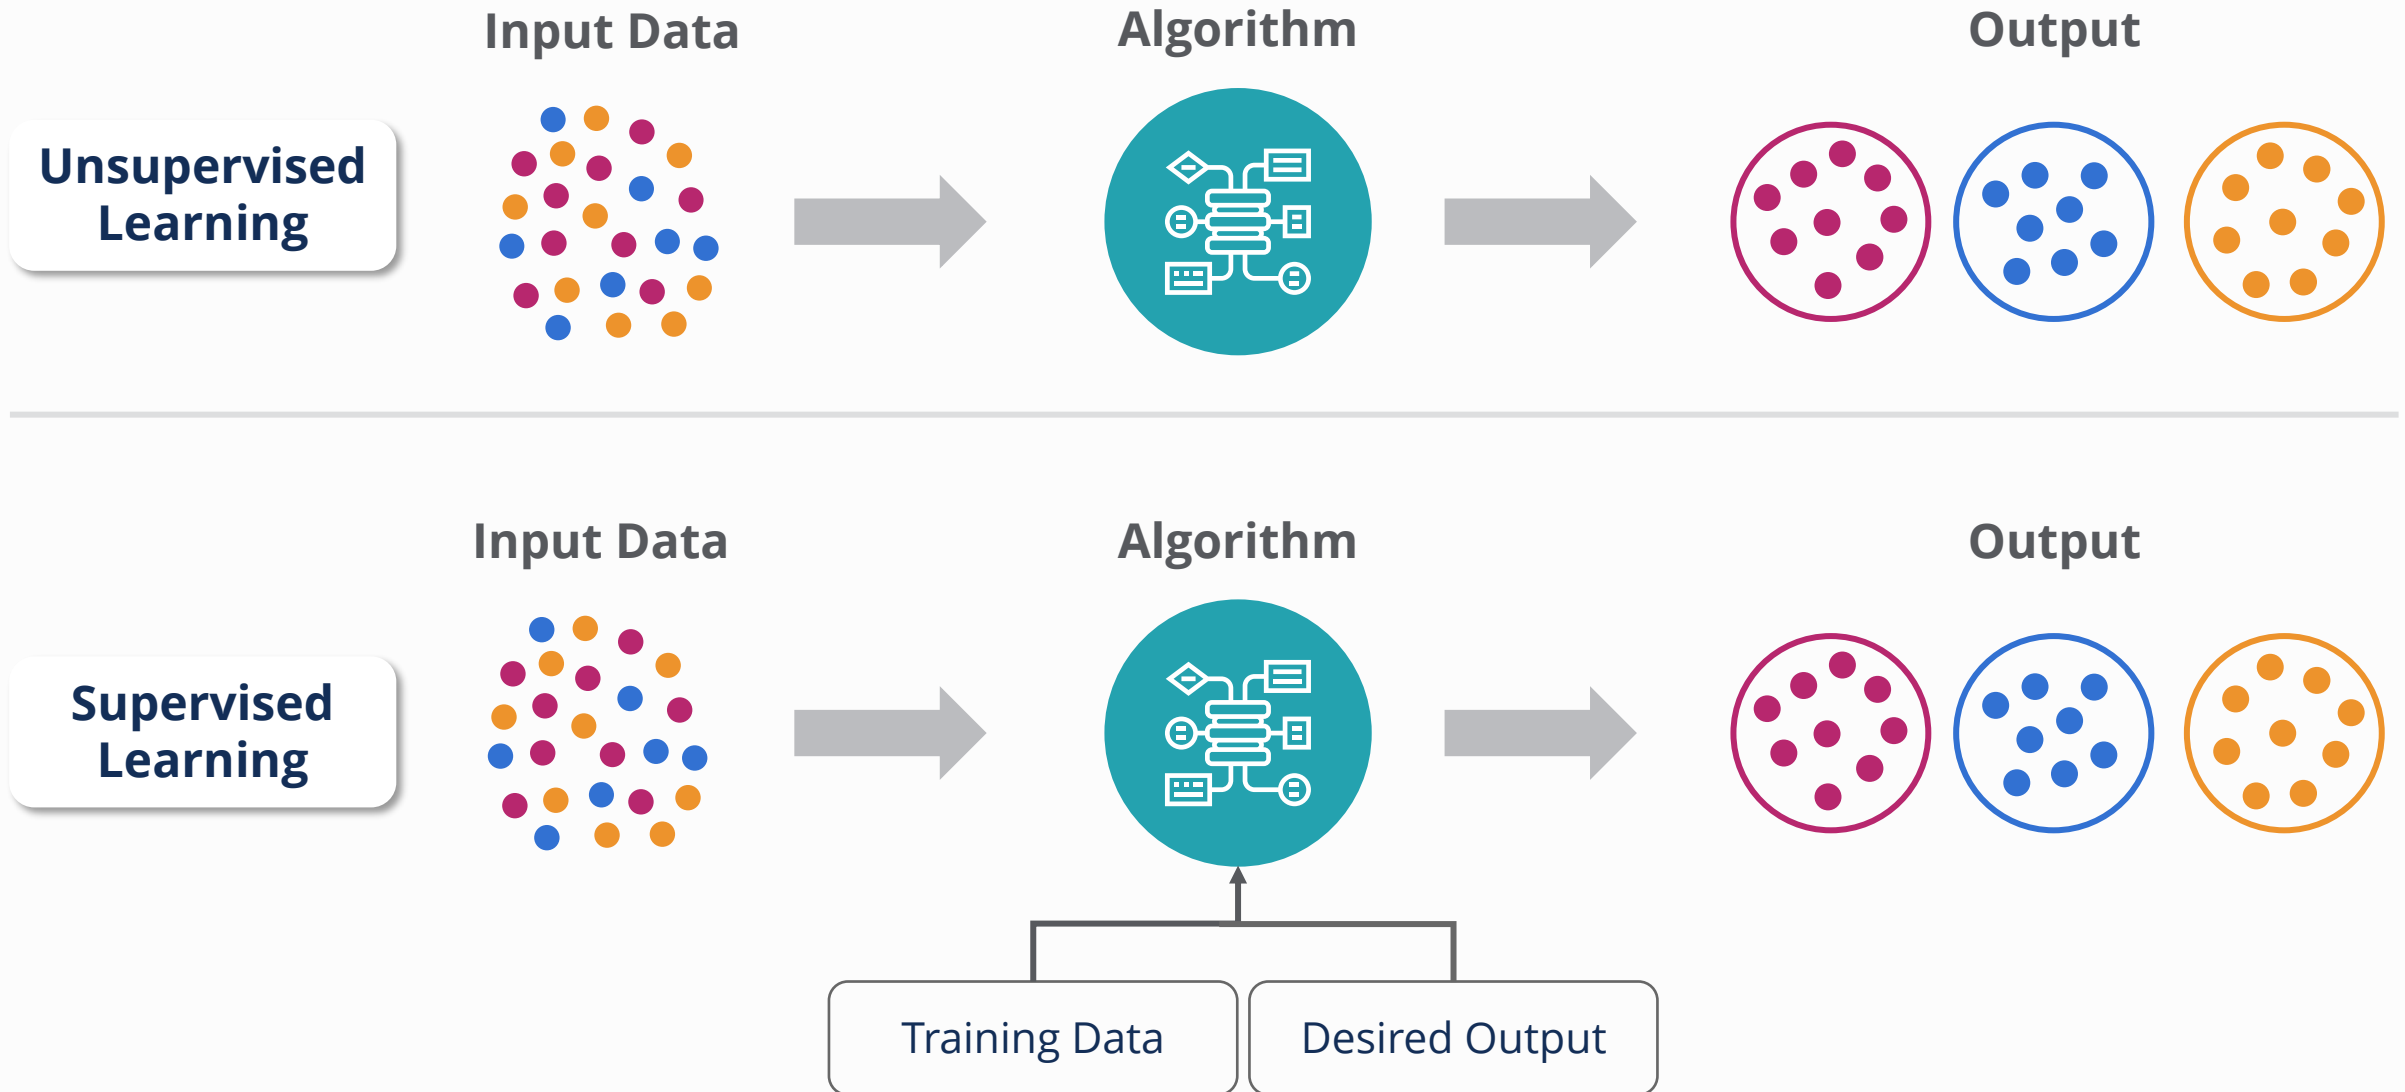 Input Data
Algorithm
Output
Unsupervised
Learning
Input Data
Algorithm
Output
Supervised
Learning
Training Data
Desired Output